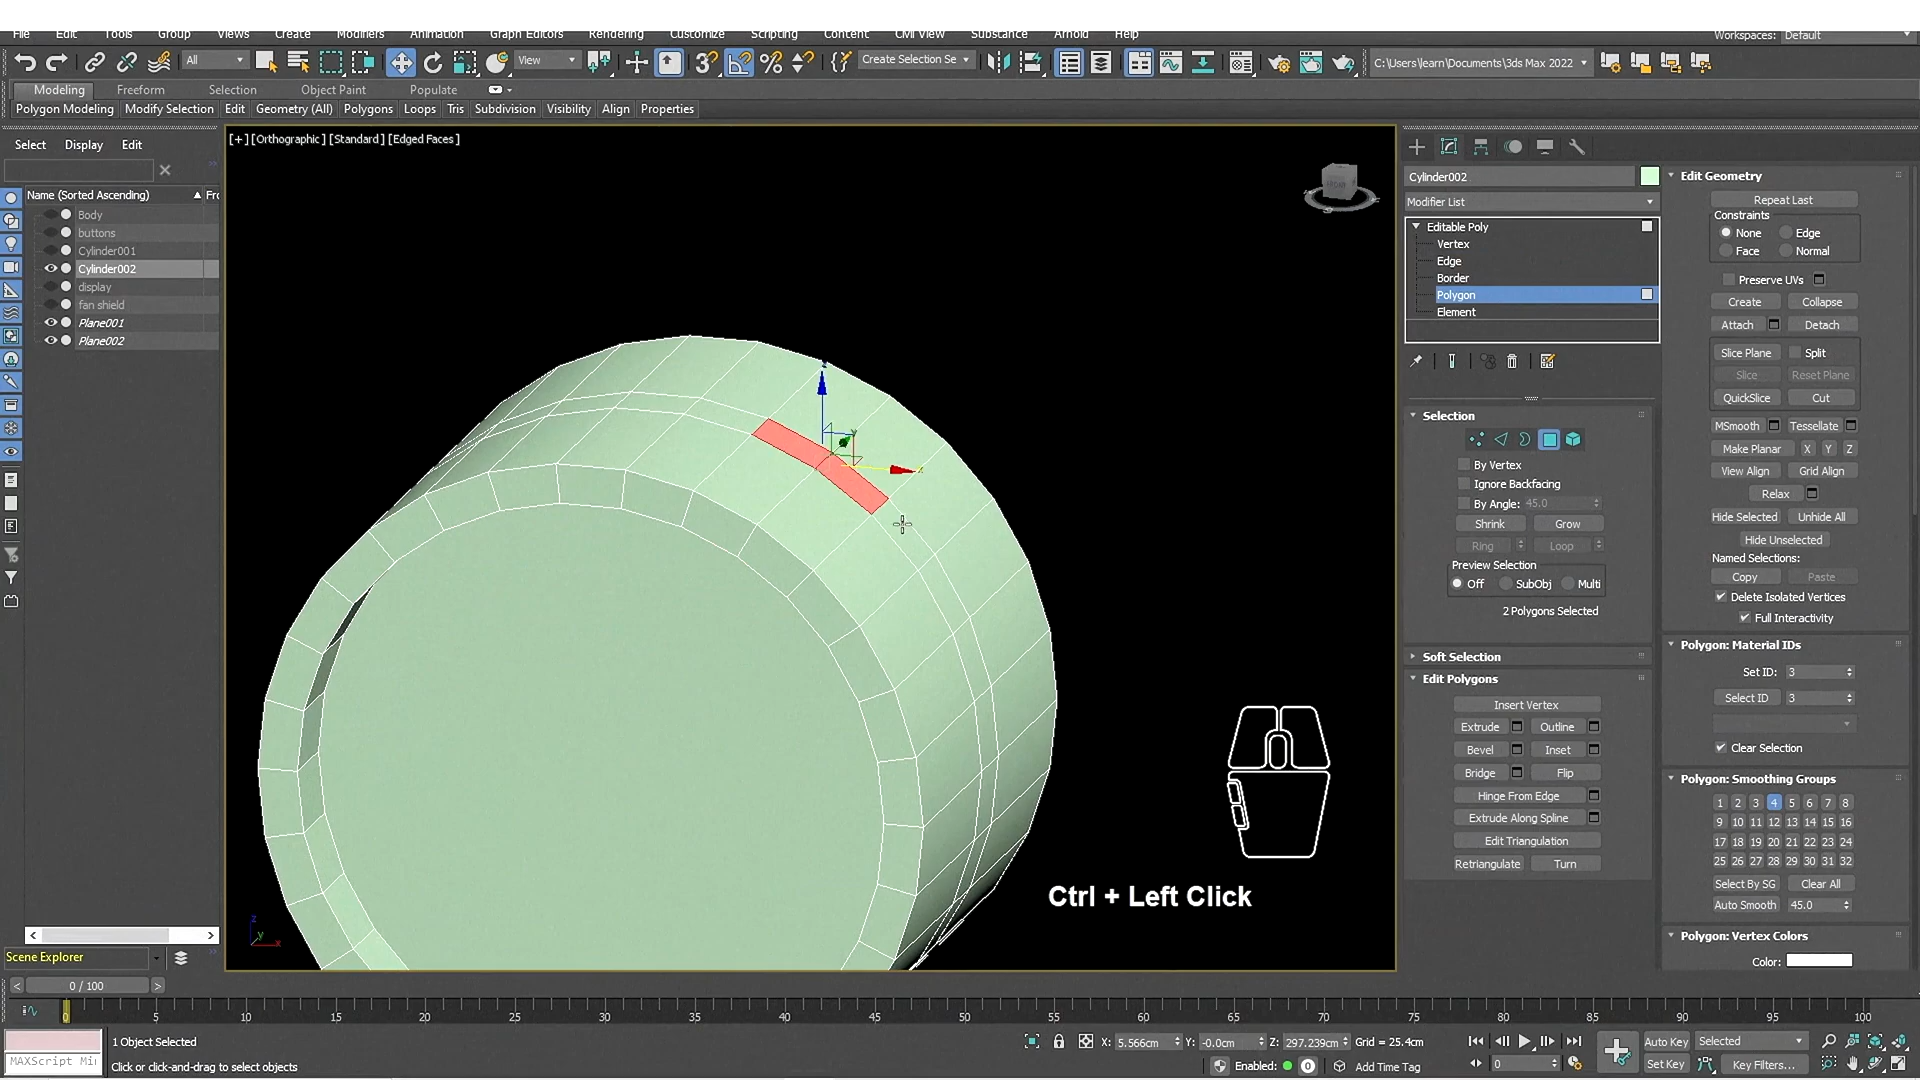 File Edit Tools Group Views Create Modifiers Animation Graph Editors Rendering Customize Scripting Content Civil View Substance Arnold Help Workspaces: Default
All View Create Selection Se C:\Users\learn\Documents\3ds Max 2022
Modeling Freeform Selection Object Paint Populate
Polygon Modeling Modify Selection Edit Geometry (All) Polygons Loops Tris Subdivision Visibility Align Properties
Select Display Edit
Name (Sorted Ascending) Fro
Body
buttons
Cylinder001
Cylinder002
display
fan shield
Plane001
Plane002
Scene Explorer
[+] [Orthographic] [Standard] [Edged Faces]
Ctrl + Left Click
Cylinder002
Modifier List
Editable Poly
Vertex
Edge
Border
Polygon
Element
Selection
By Vertex
Ignore Backfacing
By Angle: 45.0
Shrink Grow
Ring Loop
Preview Selection
Off SubObj Multi
2 Polygons Selected
Soft Selection
Edit Polygons
Insert Vertex
Extrude Outline
Bevel Inset
Bridge Flip
Hinge From Edge
Extrude Along Spline
Edit Triangulation
Retriangulate Turn
Edit Geometry
Repeat Last
Constraints
None Edge
Face Normal
Preserve UVs
Create Collapse
Attach Detach
Slice Plane Split
Slice Reset Plane
QuickSlice Cut
MSmooth Tessellate
Make Planar X Y Z
View Align Grid Align
Relax
Hide Selected Unhide All
Hide Unselected
Named Selections:
Copy Paste
Delete Isolated Vertices
Full Interactivity
Polygon: Material IDs
Set ID: 3
Select ID 3
Clear Selection
Polygon: Smoothing Groups
1 2 3 4 5 6 7 8
9 10 11 12 13 14 15 16
17 18 19 20 21 22 23 24
25 26 27 28 29 30 31 32
Select By SG Clear All
Auto Smooth 45.0
Polygon: Vertex Colors
Color:
< 0 / 100 >
0 5 10 15 20 25 30 35 40 45 50 55 60 65 70 75 80 85 90 95 100
1 Object Selected X: 5.566cm Y: -0.0cm Z: 297.239cm Grid = 25.4cm Auto Key Selected
MAXScript Mi Click or click-and-drag to select objects Enabled: 0 Add Time Tag 0 Set Key Key Filters...